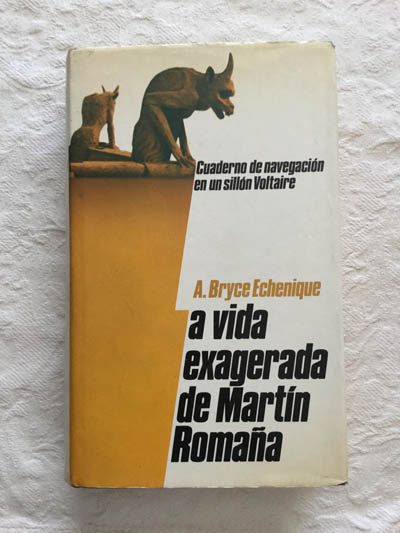 Cuaderno de navegación
en un sillón Voltaire
A. Bryce Echenique
a vida
exagerada
de Martín
Romaña